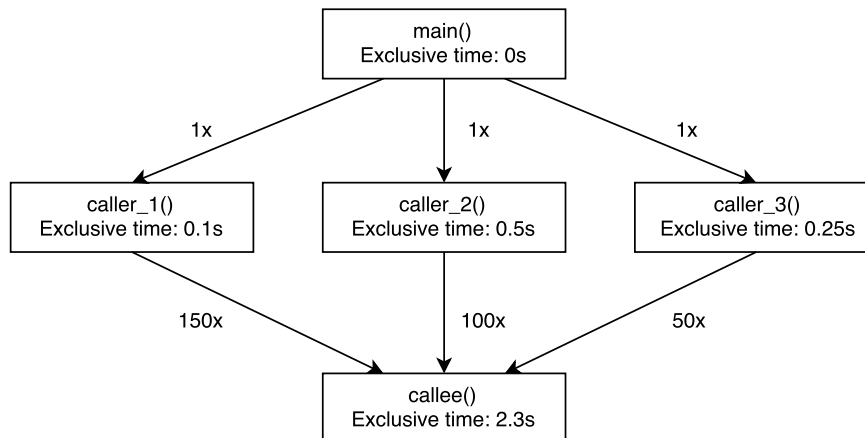 main()
Exclusive time: 0s
1x
1x
1x
caller_1()
Exclusive time: 0.1s
caller_2()
Exclusive time: 0.5s
caller_3()
Exclusive time: 0.25s
150x
100x
50x
callee()
Exclusive time: 2.3s